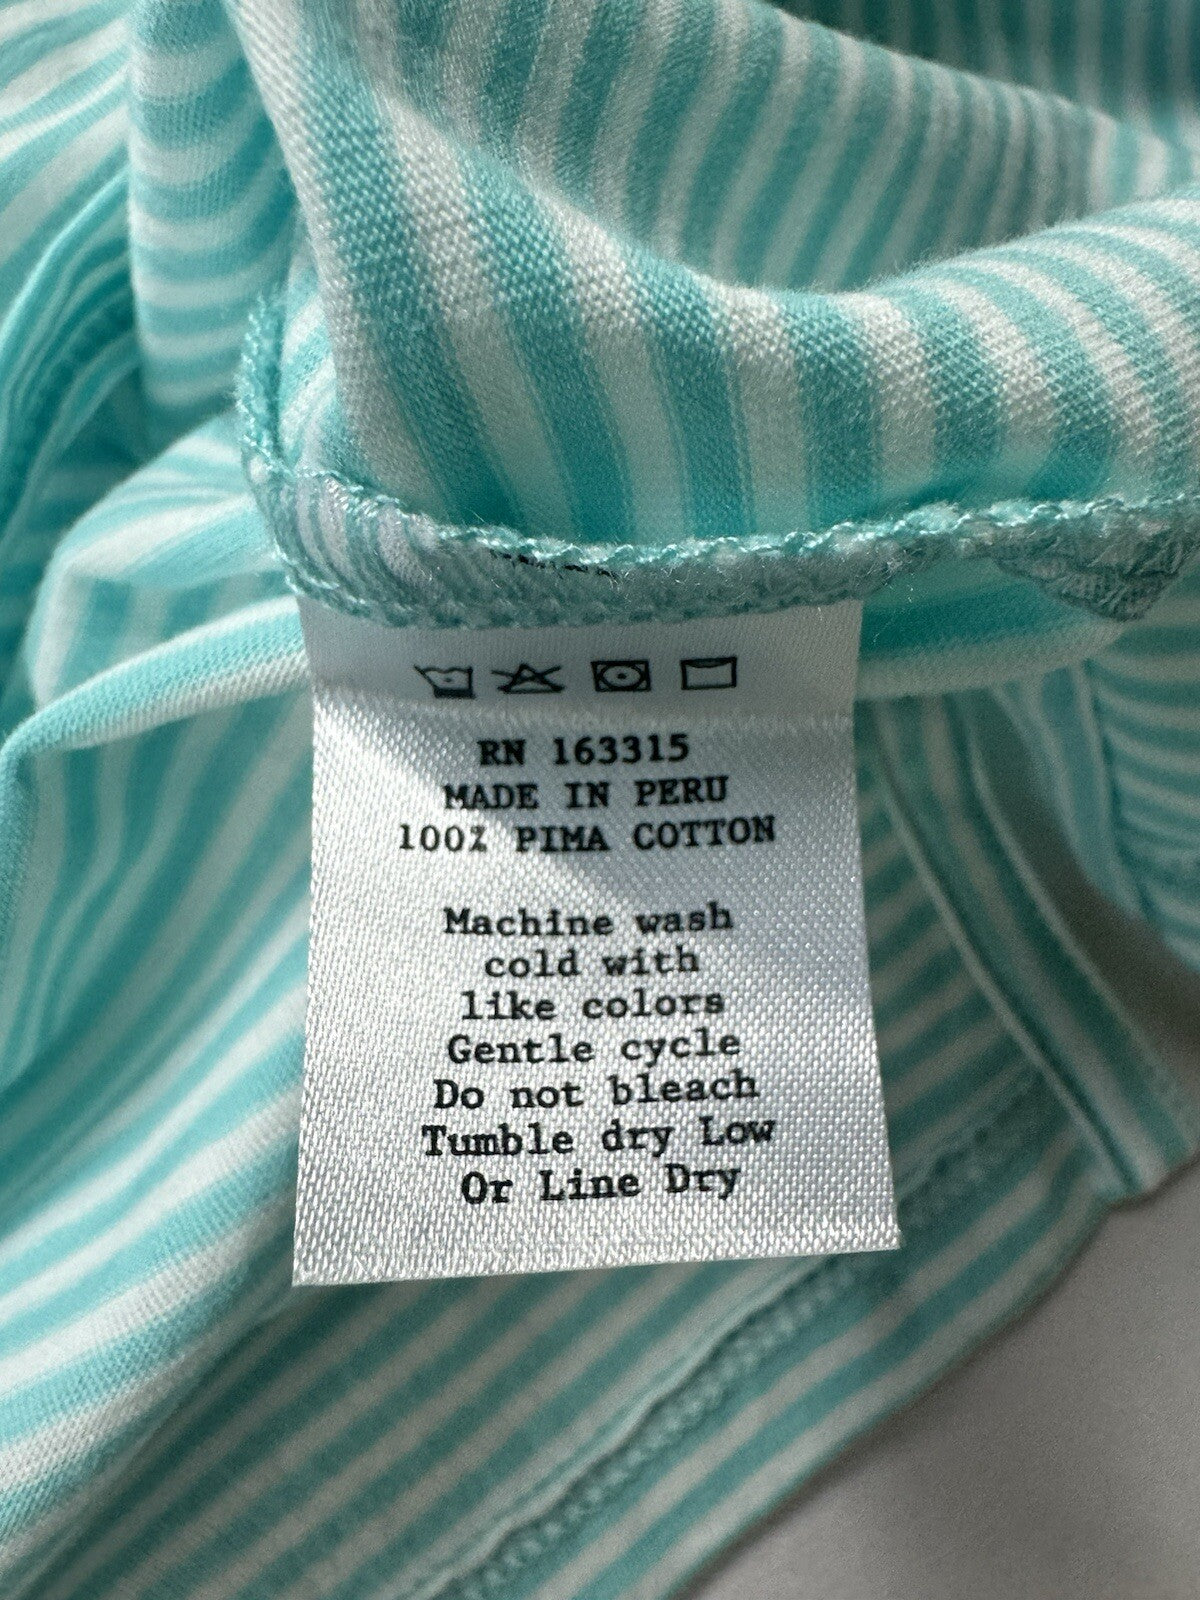 RN 163315
MADE IN PERU
100% PIMA COTTON
Machine wash
cold with
like colors
Gentle cycle
Do not bleach
Tumble dry Low
Or Line Dry